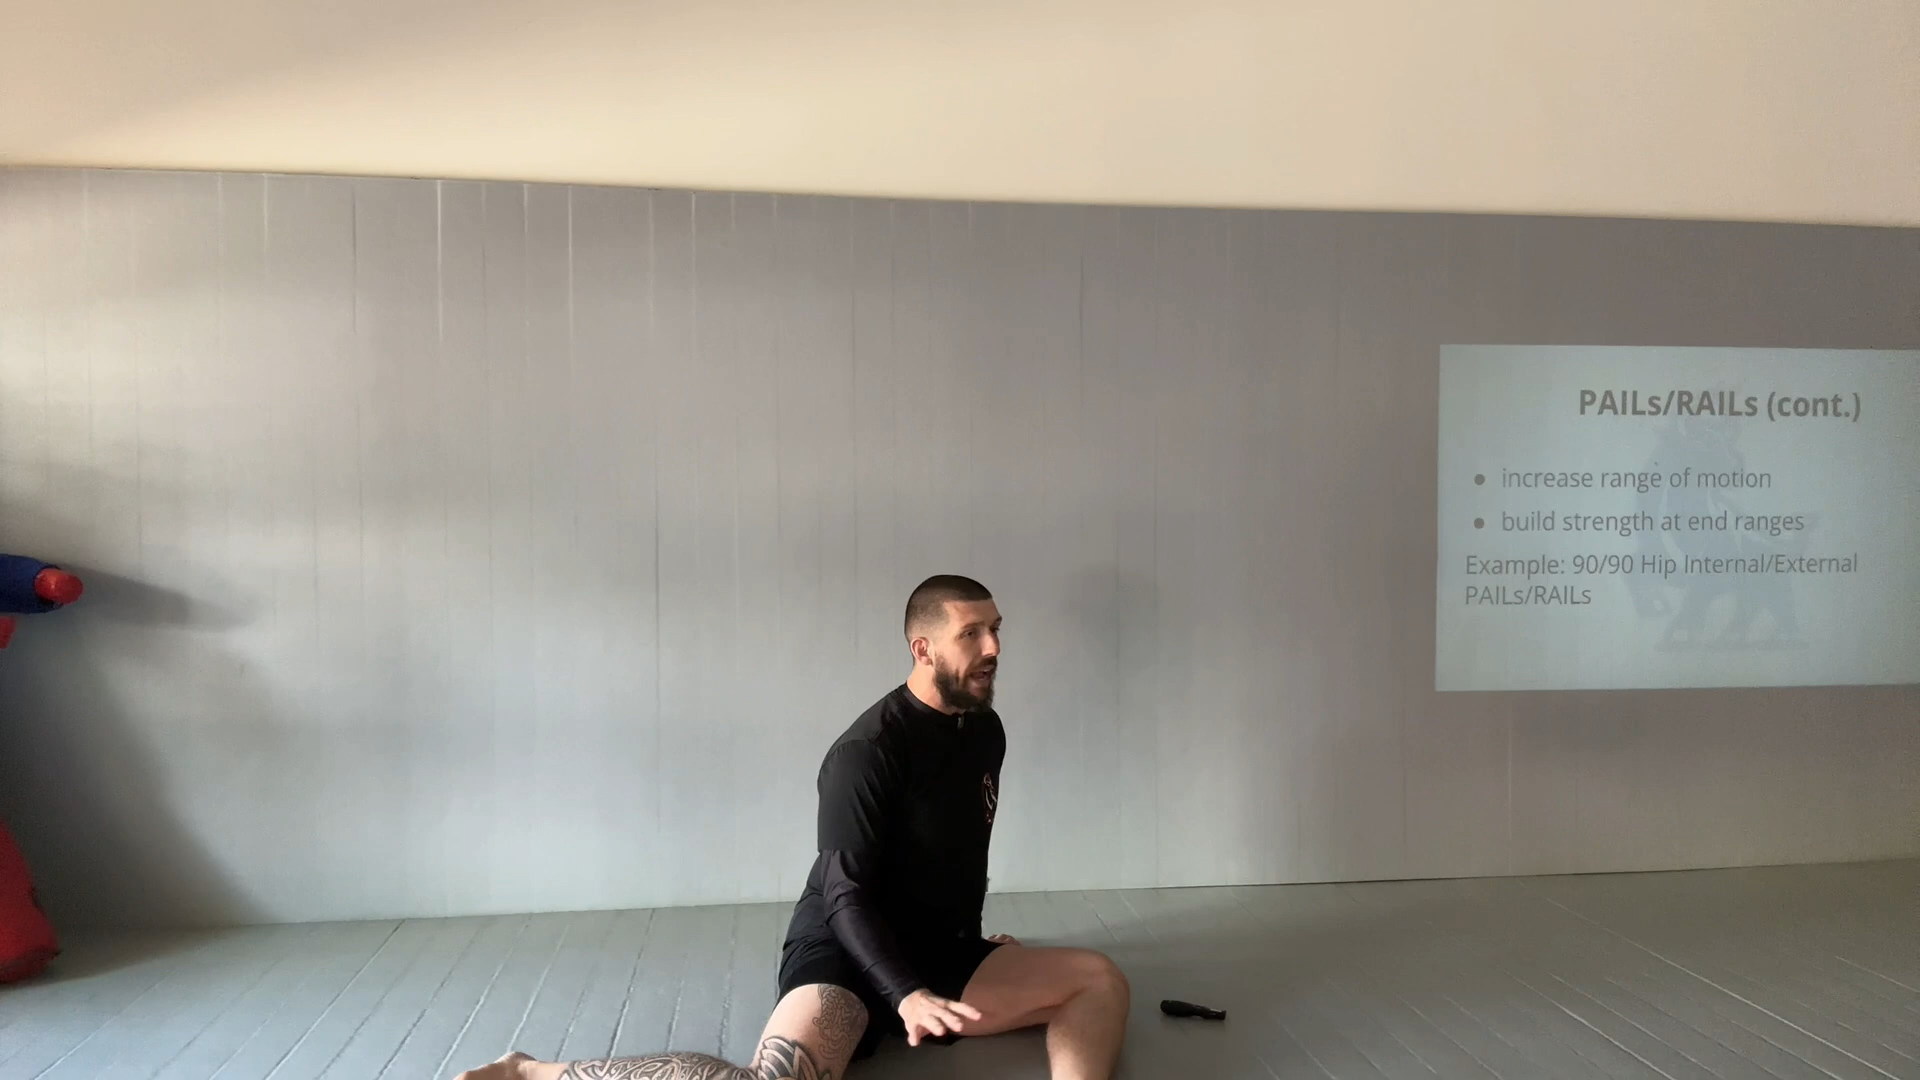 PAILs/RAILs (cont.)
● increase range of motion
● build strength at end ranges
Example: 90/90 Hip Internal/External
PAILs/RAILs